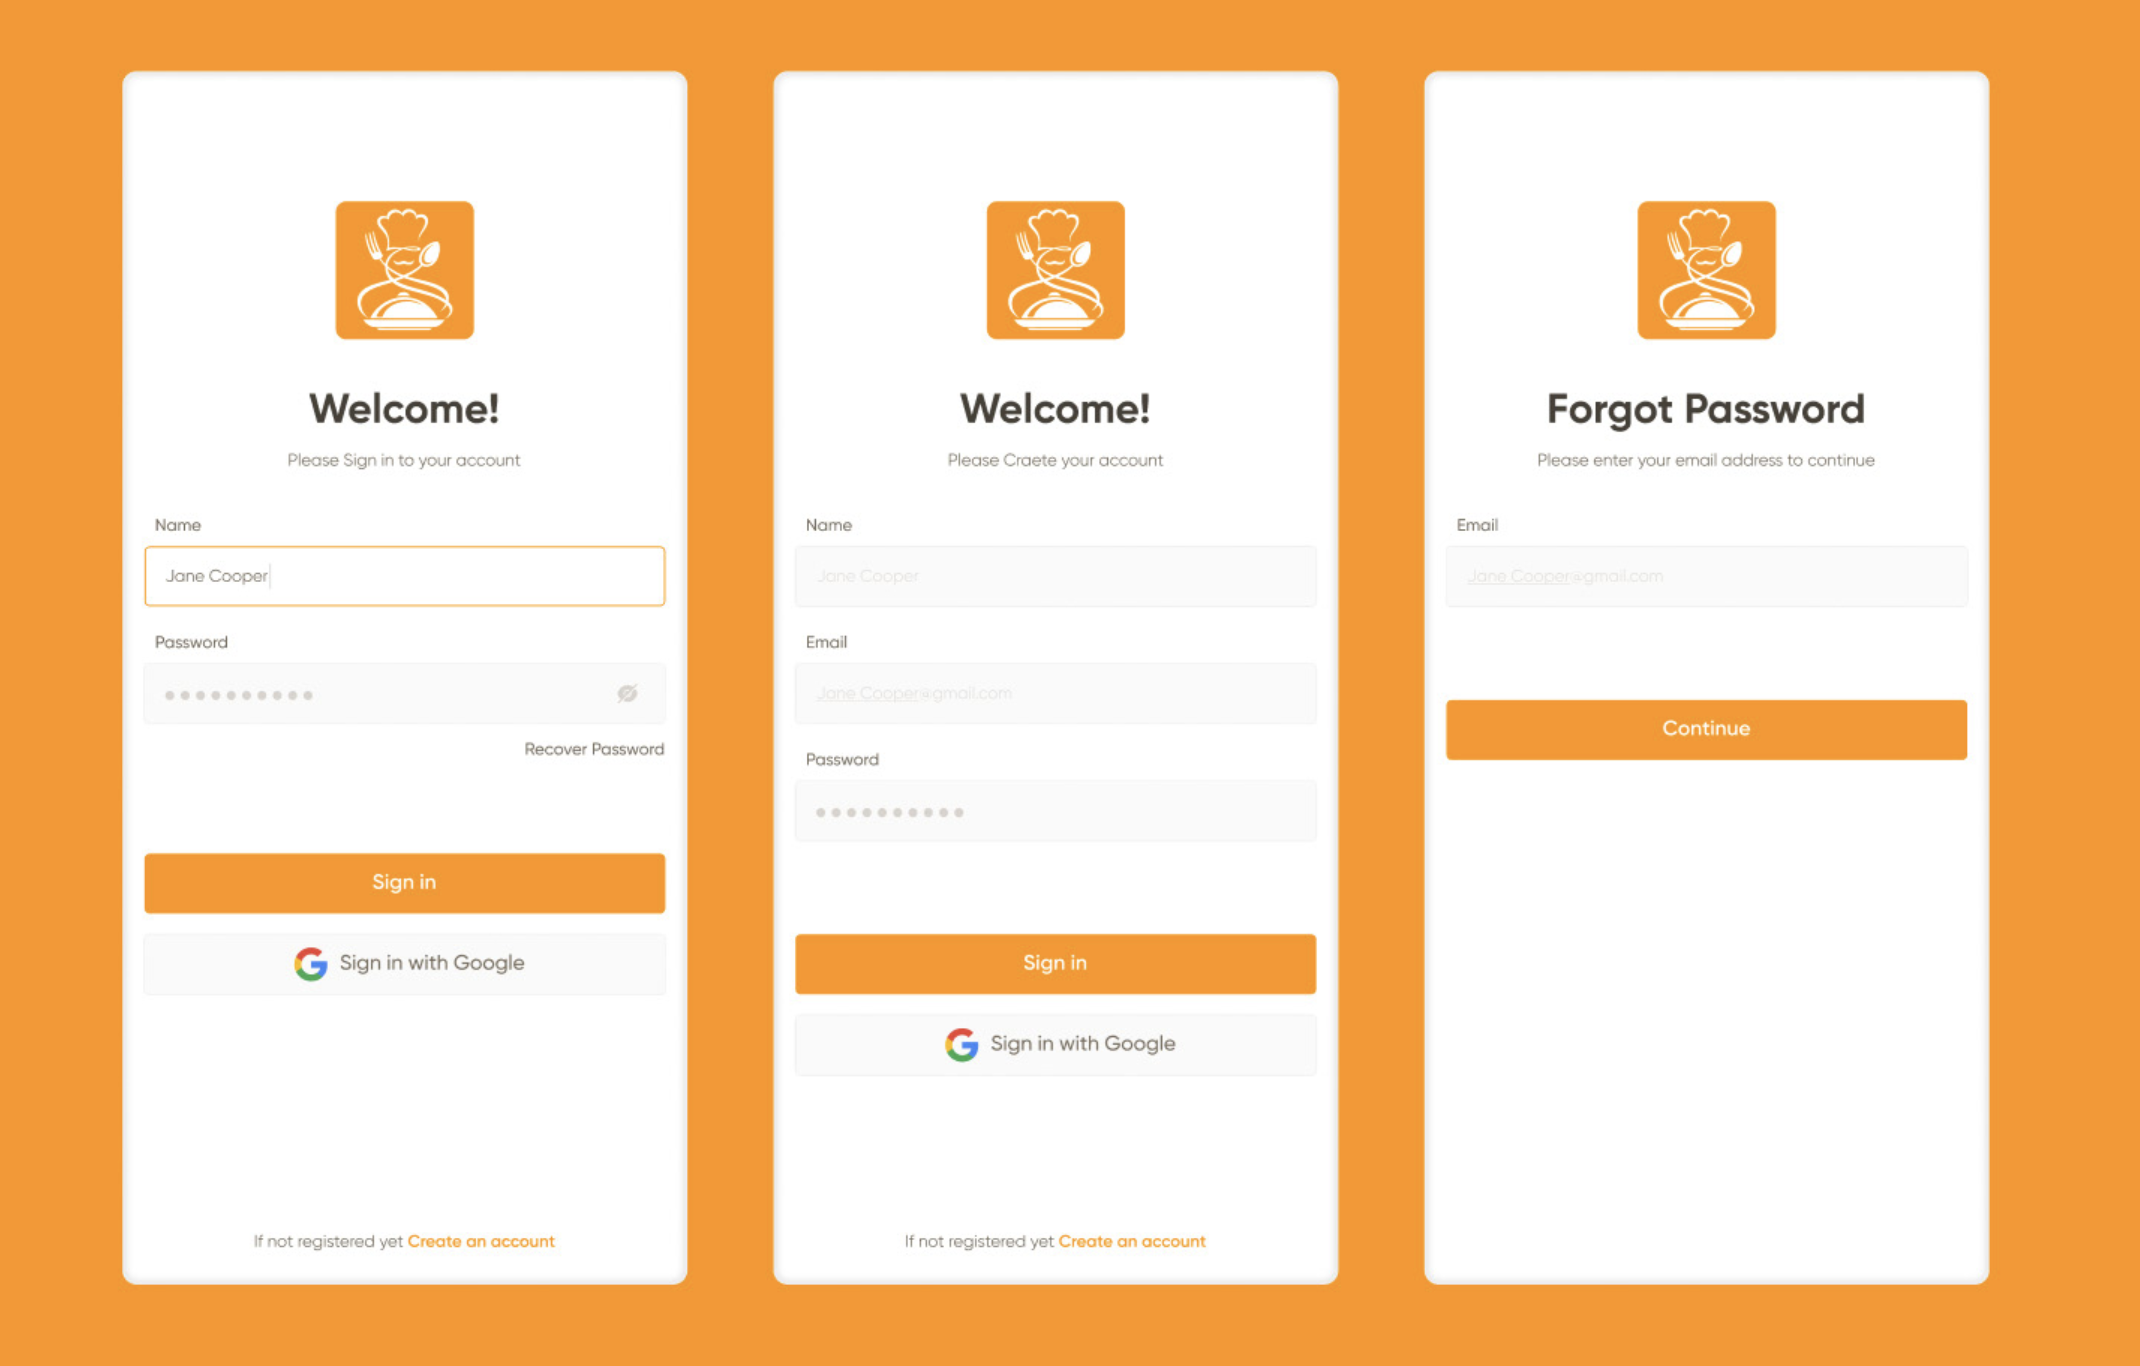 Welcome!
Please Sign in to your account
Name
Jane Cooper
Password
Recover Password
Sign in
Sign in with Google
If not registered yet Create an account
Welcome!
Please Craete your account
Name
Jane Cooper
Email
Jane Cooper@gmail.com
Password
Sign in
Sign in with Google
If not registered yet Create an account
Forgot Password
Please enter your email address to continue
Email
Jane Cooper@gmail.com
Continue